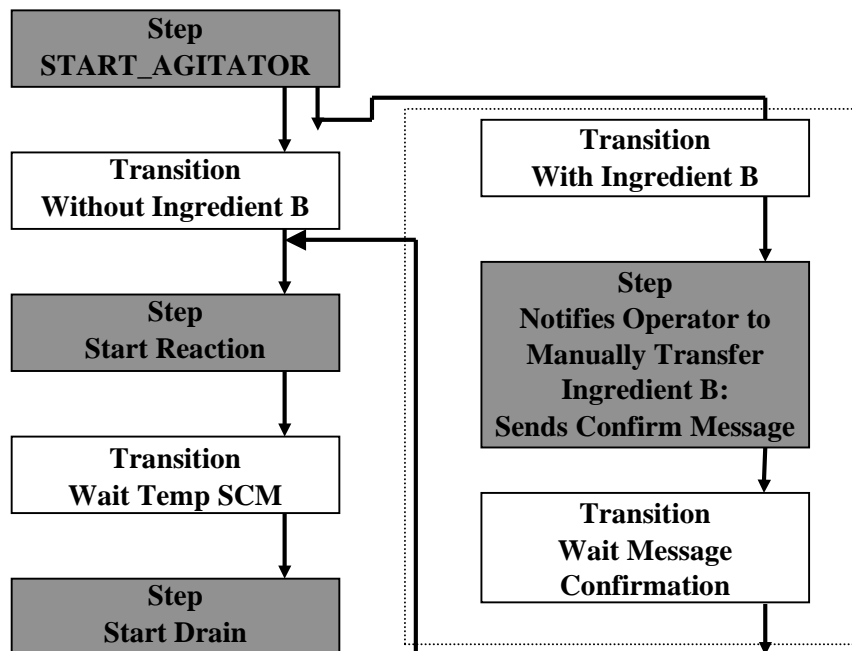 Step
START_AGITATOR
Transition
Without Ingredient B
Step
Start Reaction
Transition
Wait Temp SCM
Step
Start Drain
Transition
With Ingredient B
Step
Notifies Operator to
Manually Transfer
Ingredient B:
Sends Confirm Message
Transition
Wait Message
Confirmation